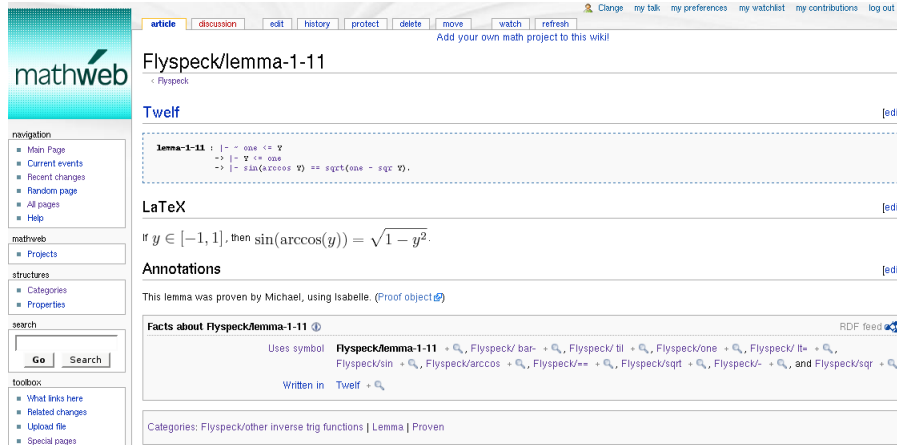 Clange my talk my preferences my watchlist my contributions log out
article discussion edit history protect delete move watch refresh
Add your own math project to this wiki!
mathweb
Flyspeck/lemma-1-11
< Flyspeck
Twelf [edi
lemma-1-11 : |- ~ one <= Y
-> |- Y <= one
-> |- sin(arccos Y) == sqrt(one - sqr Y).
LaTeX [edi
If y ∈ [−1, 1], then sin(arccos(y)) = √(1 − y²).
Annotations [edi
This lemma was proven by Michael, using Isabelle. (Proof object)
Facts about Flyspeck/lemma-1-11 RDF feed
Uses symbol Flyspeck/lemma-1-11 + , Flyspeck/ bar- + , Flyspeck/ til + , Flyspeck/one + , Flyspeck/ lt= + ,
Flyspeck/sin + , Flyspeck/arccos + , Flyspeck/== + , Flyspeck/sqrt + , Flyspeck/- + , and Flyspeck/sqr +
Written in Twelf +
Categories: Flyspeck/other inverse trig functions | Lemma | Proven
navigation
Main Page
Current events
Recent changes
Random page
All pages
Help
mathweb
Projects
structures
Categories
Properties
search
Go Search
toolbox
What links here
Related changes
Upload file
Special pages